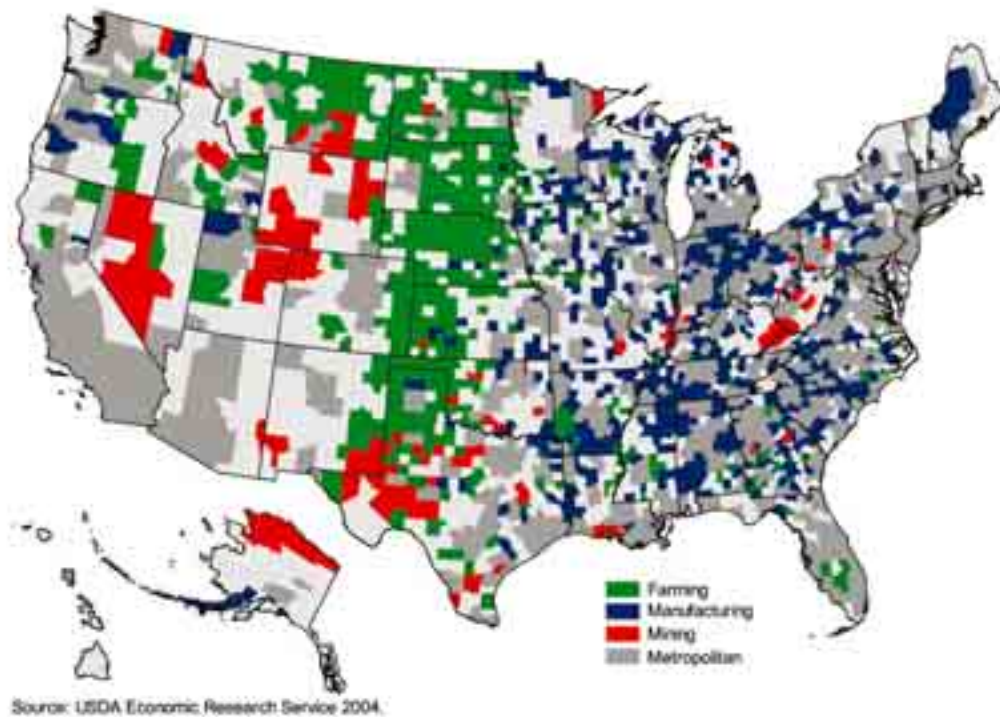 Farming
Manufacturing
Mining
Metropolitan
Source: USDA Economic Research Service 2004.